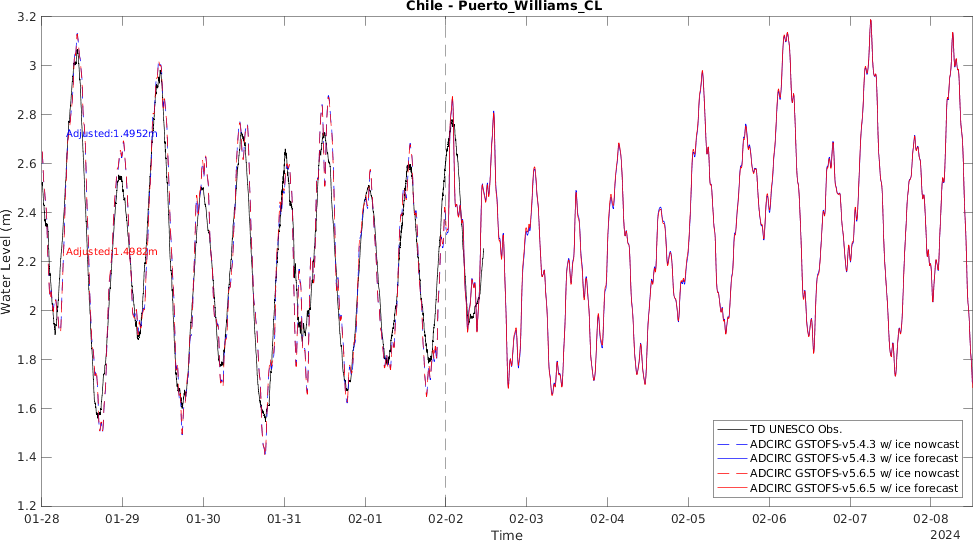 Chile - Puerto_Williams_CL
3.2
3
2.8
2.6
2.4
2.2
2
1.8
1.6
1.4
1.2
Water Level (m)
Adjusted:1.4952m
Adjusted:1.4982m
TD UNESCO Obs.
ADCIRC GSTOFS-v5.4.3 w/ ice nowcast
ADCIRC GSTOFS-v5.4.3 w/ ice forecast
ADCIRC GSTOFS-v5.6.5 w/ ice nowcast
ADCIRC GSTOFS-v5.6.5 w/ ice forecast
01-28 01-29 01-30 01-31 02-01 02-02 02-03 02-04 02-05 02-06 02-07 02-08
Time
2024